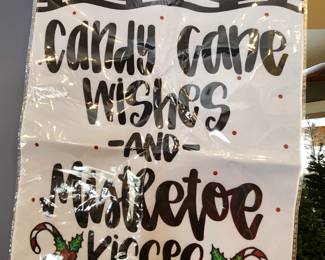 Candy Cane
Wishes
-AND-
Mistletoe
Kisses